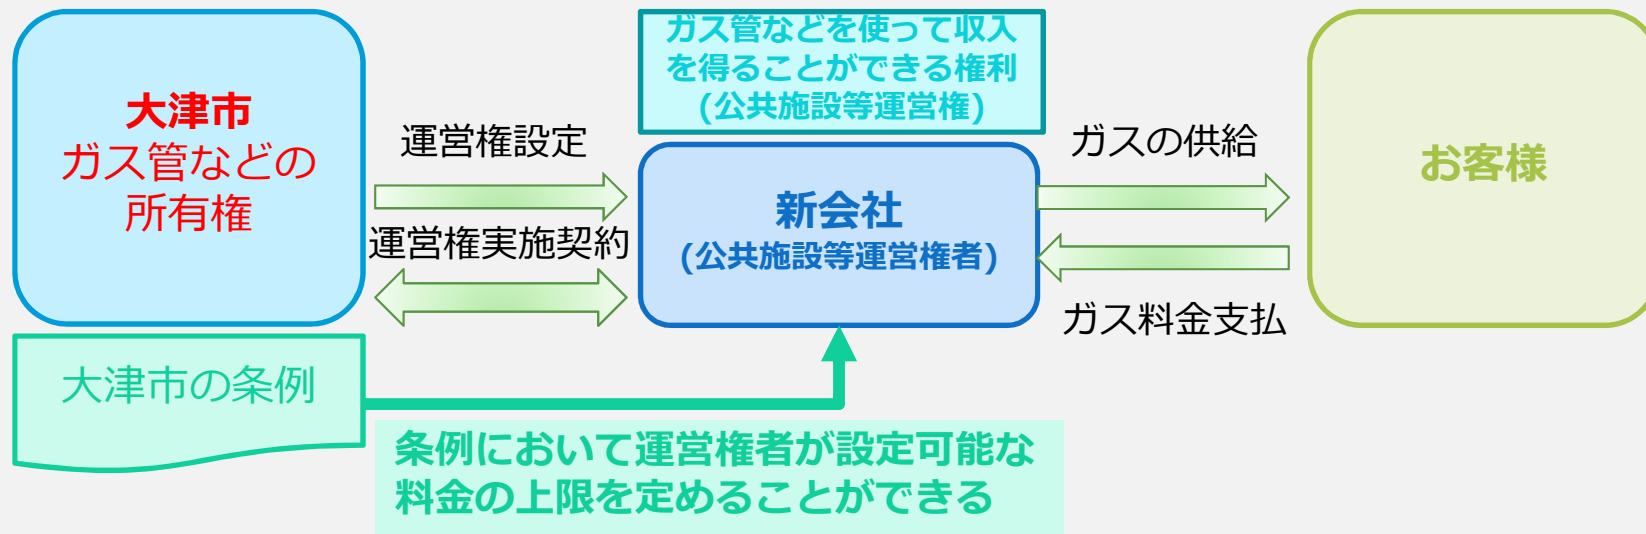 大津市
ガス管などの
所有権
運営権設定
運営権実施契約
ガス管などを使って収入
を得ることができる権利
(公共施設等運営権)
新会社
(公共施設等運営権者)
ガスの供給
ガス料金支払
お客様
大津市の条例
条例において運営権者が設定可能な
料金の上限を定めることができる